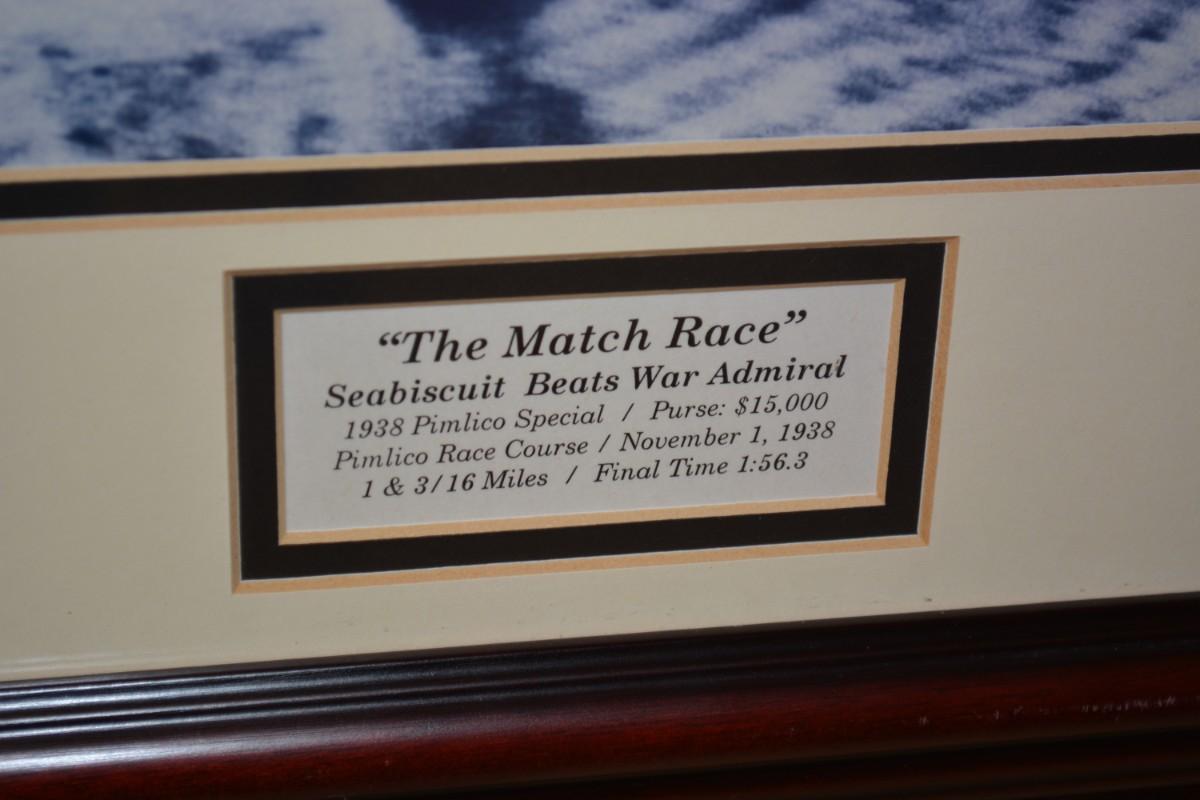 “The Match Race”
Seabiscuit Beats War Admiral
1938 Pimlico Special / Purse: $15,000
Pimlico Race Course / November 1, 1938
1 & 3/16 Miles / Final Time 1:56.3